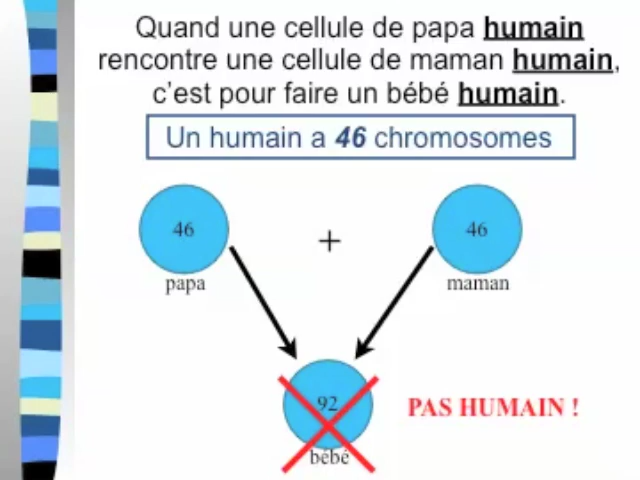 Quand une cellule de papa humain
rencontre une cellule de maman humain,
c’est pour faire un bébé humain.
Un humain a 46 chromosomes
46
+
46
papa
maman
92
PAS HUMAIN !
bébé